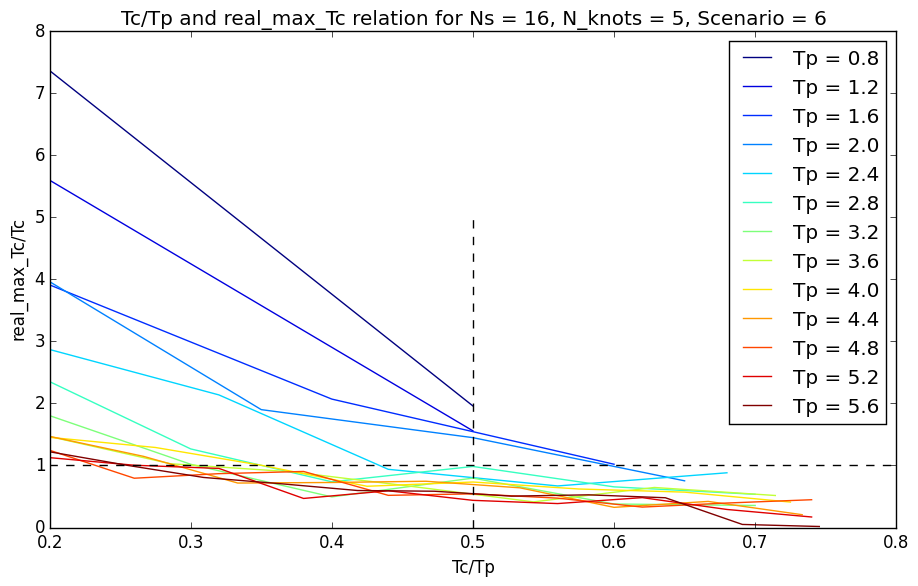 Tc/Tp and real_max_Tc relation for Ns = 16, N_knots = 5, Scenario = 6
8
7
6
5
4
3
2
1
0
real_max_Tc/Tc
Tp = 0.8
Tp = 1.2
Tp = 1.6
Tp = 2.0
Tp = 2.4
Tp = 2.8
Tp = 3.2
Tp = 3.6
Tp = 4.0
Tp = 4.4
Tp = 4.8
Tp = 5.2
Tp = 5.6
0.2 0.3 0.4 0.5 0.6 0.7 0.8
Tc/Tp